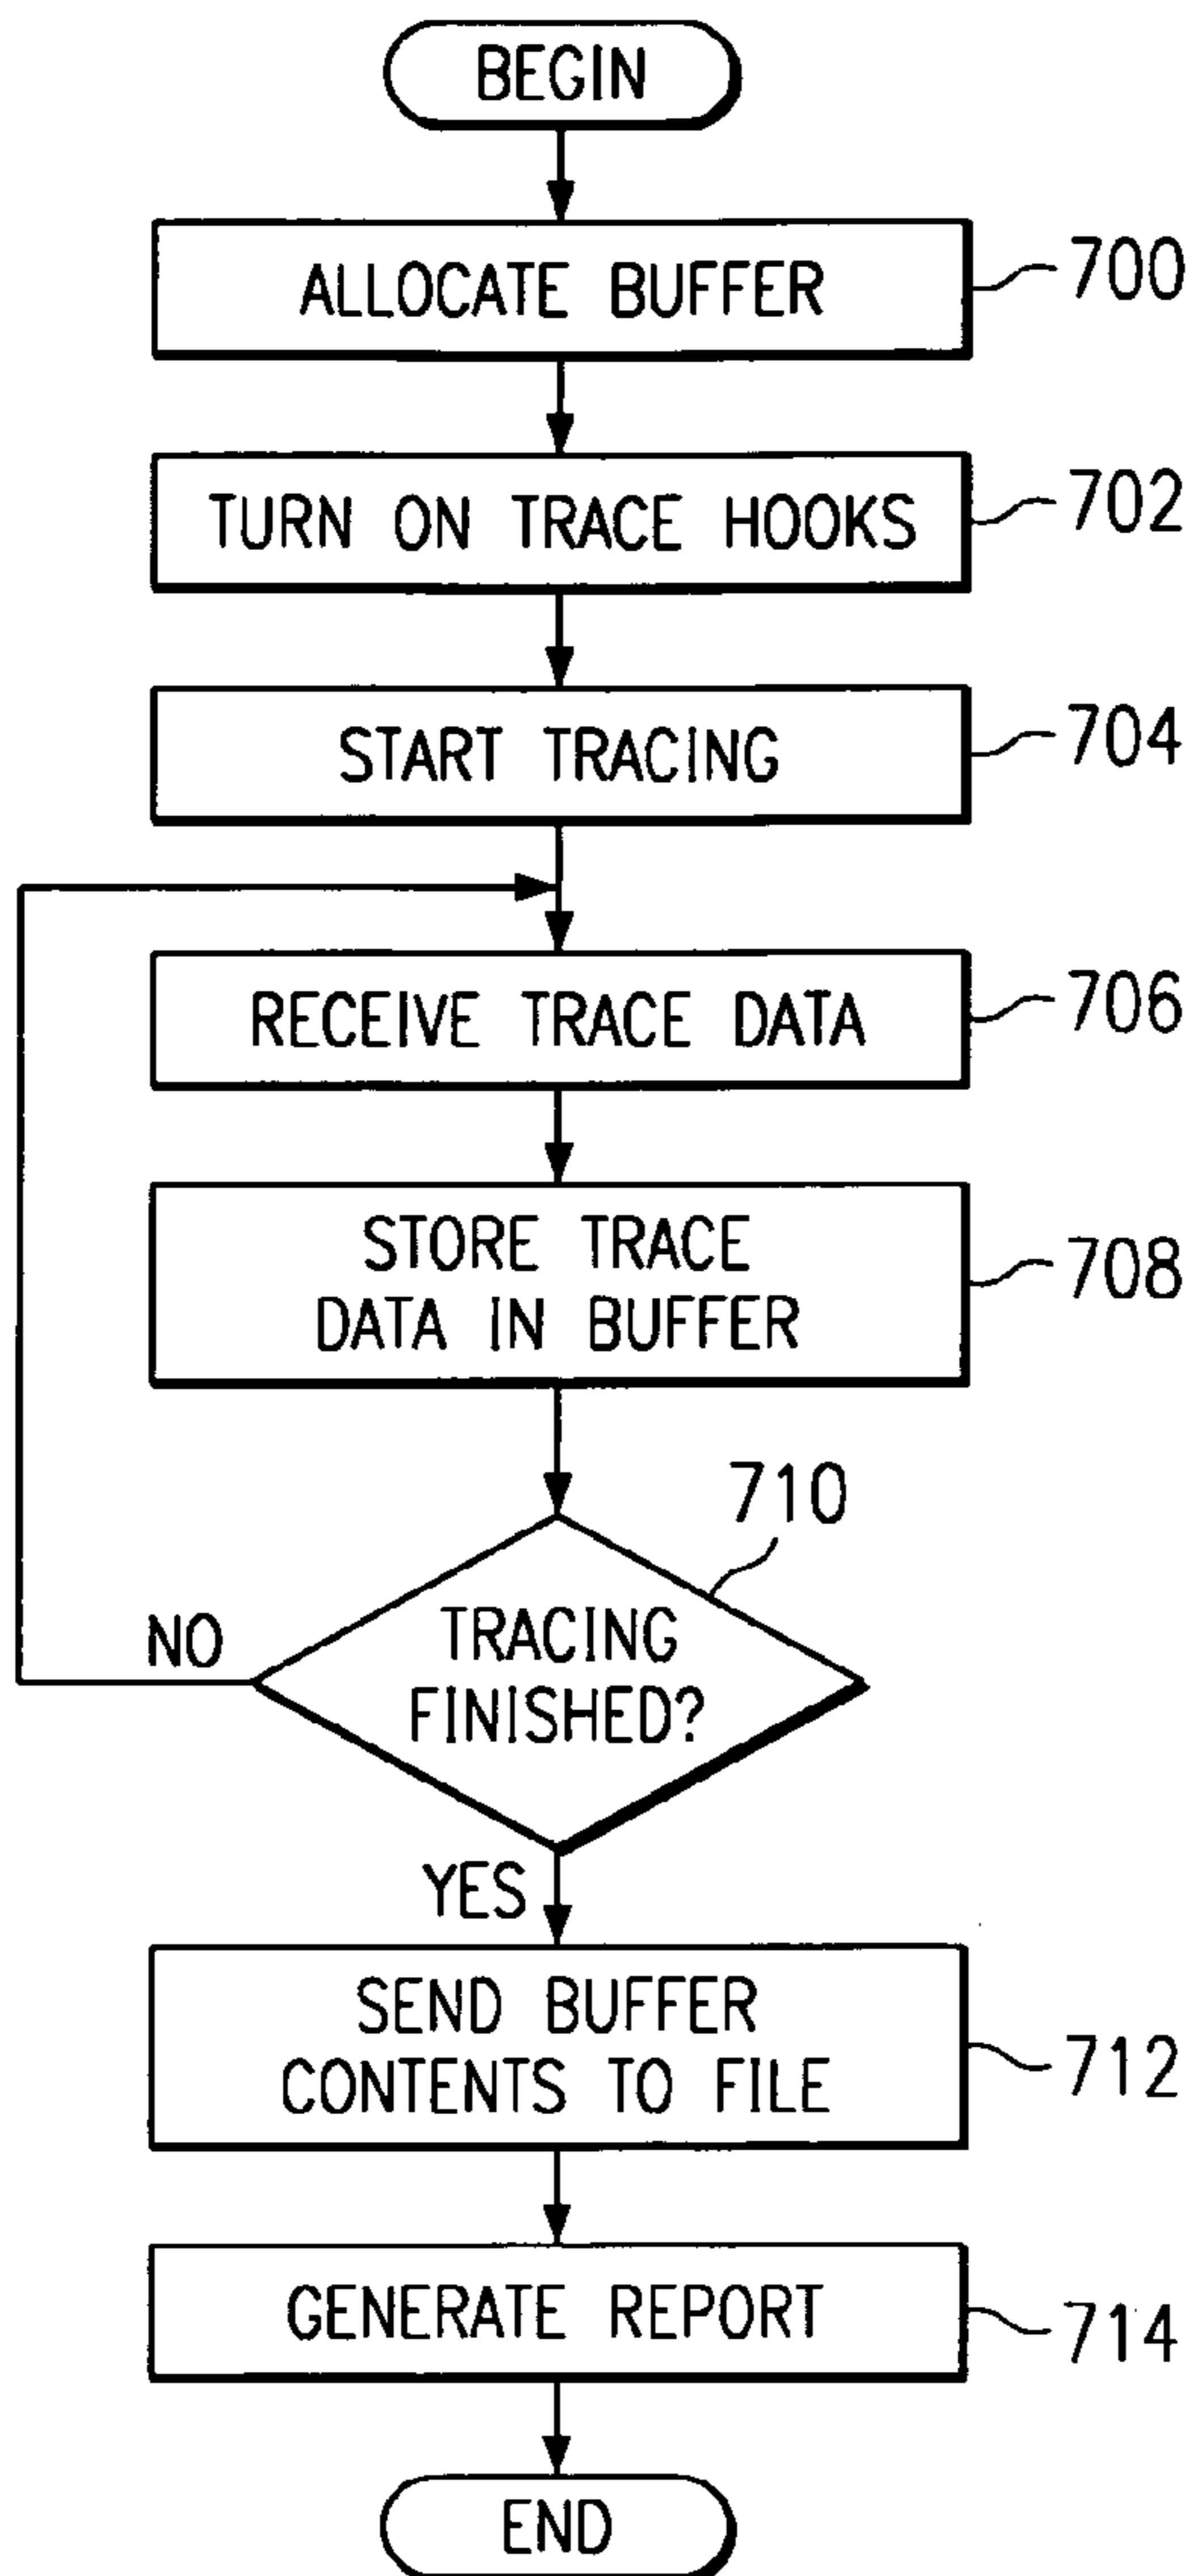 BEGIN
ALLOCATE BUFFER
700
TURN ON TRACE HOOKS
702
START TRACING
704
RECEIVE TRACE DATA
706
STORE TRACE
DATA IN BUFFER
708
710
TRACING
FINISHED?
NO
YES
SEND BUFFER
CONTENTS TO FILE
712
GENERATE REPORT
714
END